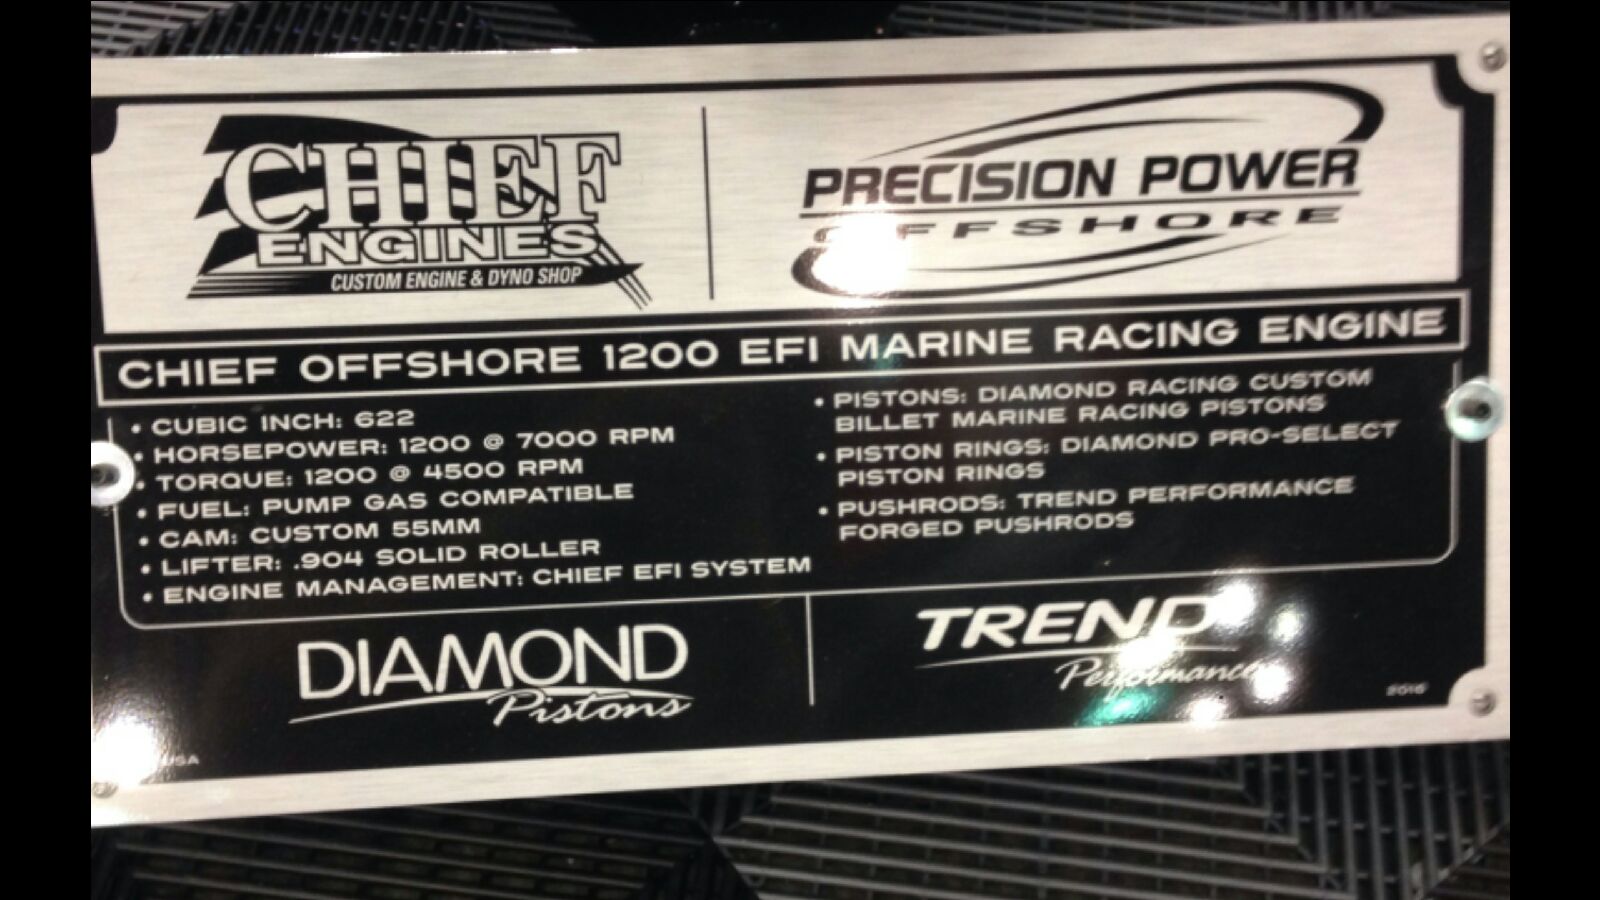 CHIEF
ENGINES
CUSTOM ENGINE & DYNO SHOP
PRECISION POWER
OFFSHORE
CHIEF OFFSHORE 1200 EFI MARINE RACING ENGINE
• CUBIC INCH: 622
• HORSEPOWER: 1200 @ 7000 RPM
• TORQUE: 1200 @ 4500 RPM
• FUEL: PUMP GAS COMPATIBLE
• CAM: CUSTOM 55MM
• LIFTER: .904 SOLID ROLLER
• ENGINE MANAGEMENT: CHIEF EFI SYSTEM
• PISTONS: DIAMOND RACING CUSTOM
BILLET MARINE RACING PISTONS
• PISTON RINGS: DIAMOND PRO-SELECT
PISTON RINGS
• PUSHRODS: TREND PERFORMANCE
FORGED PUSHRODS
DIAMOND
Pistons
TREND
Performance
2016
USA